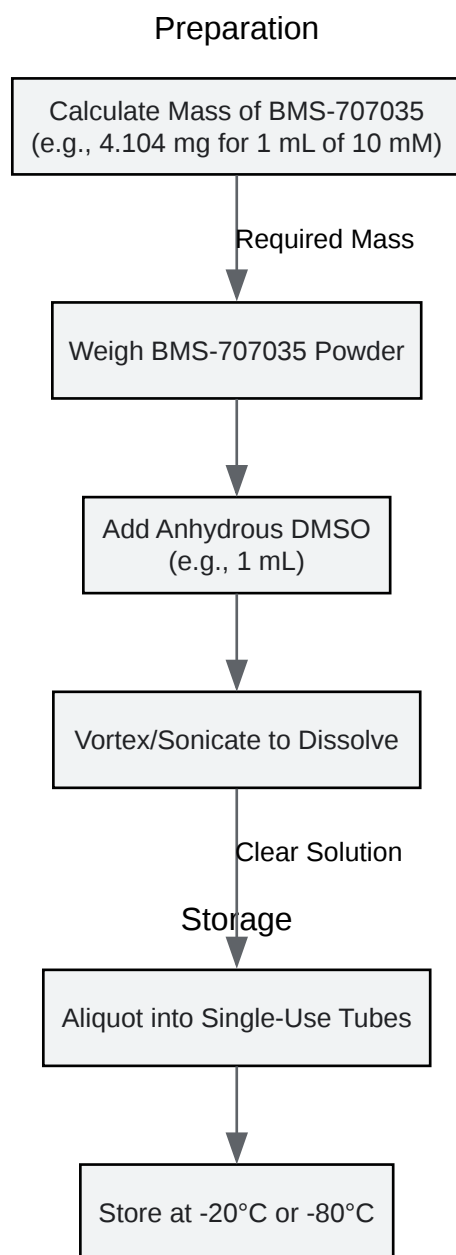 Preparation
Calculate Mass of BMS-707035
(e.g., 4.104 mg for 1 mL of 10 mM)
Required Mass
Weigh BMS-707035 Powder
Add Anhydrous DMSO
(e.g., 1 mL)
Vortex/Sonicate to Dissolve
Clear Solution
Storage
Aliquot into Single-Use Tubes
Store at -20°C or -80°C